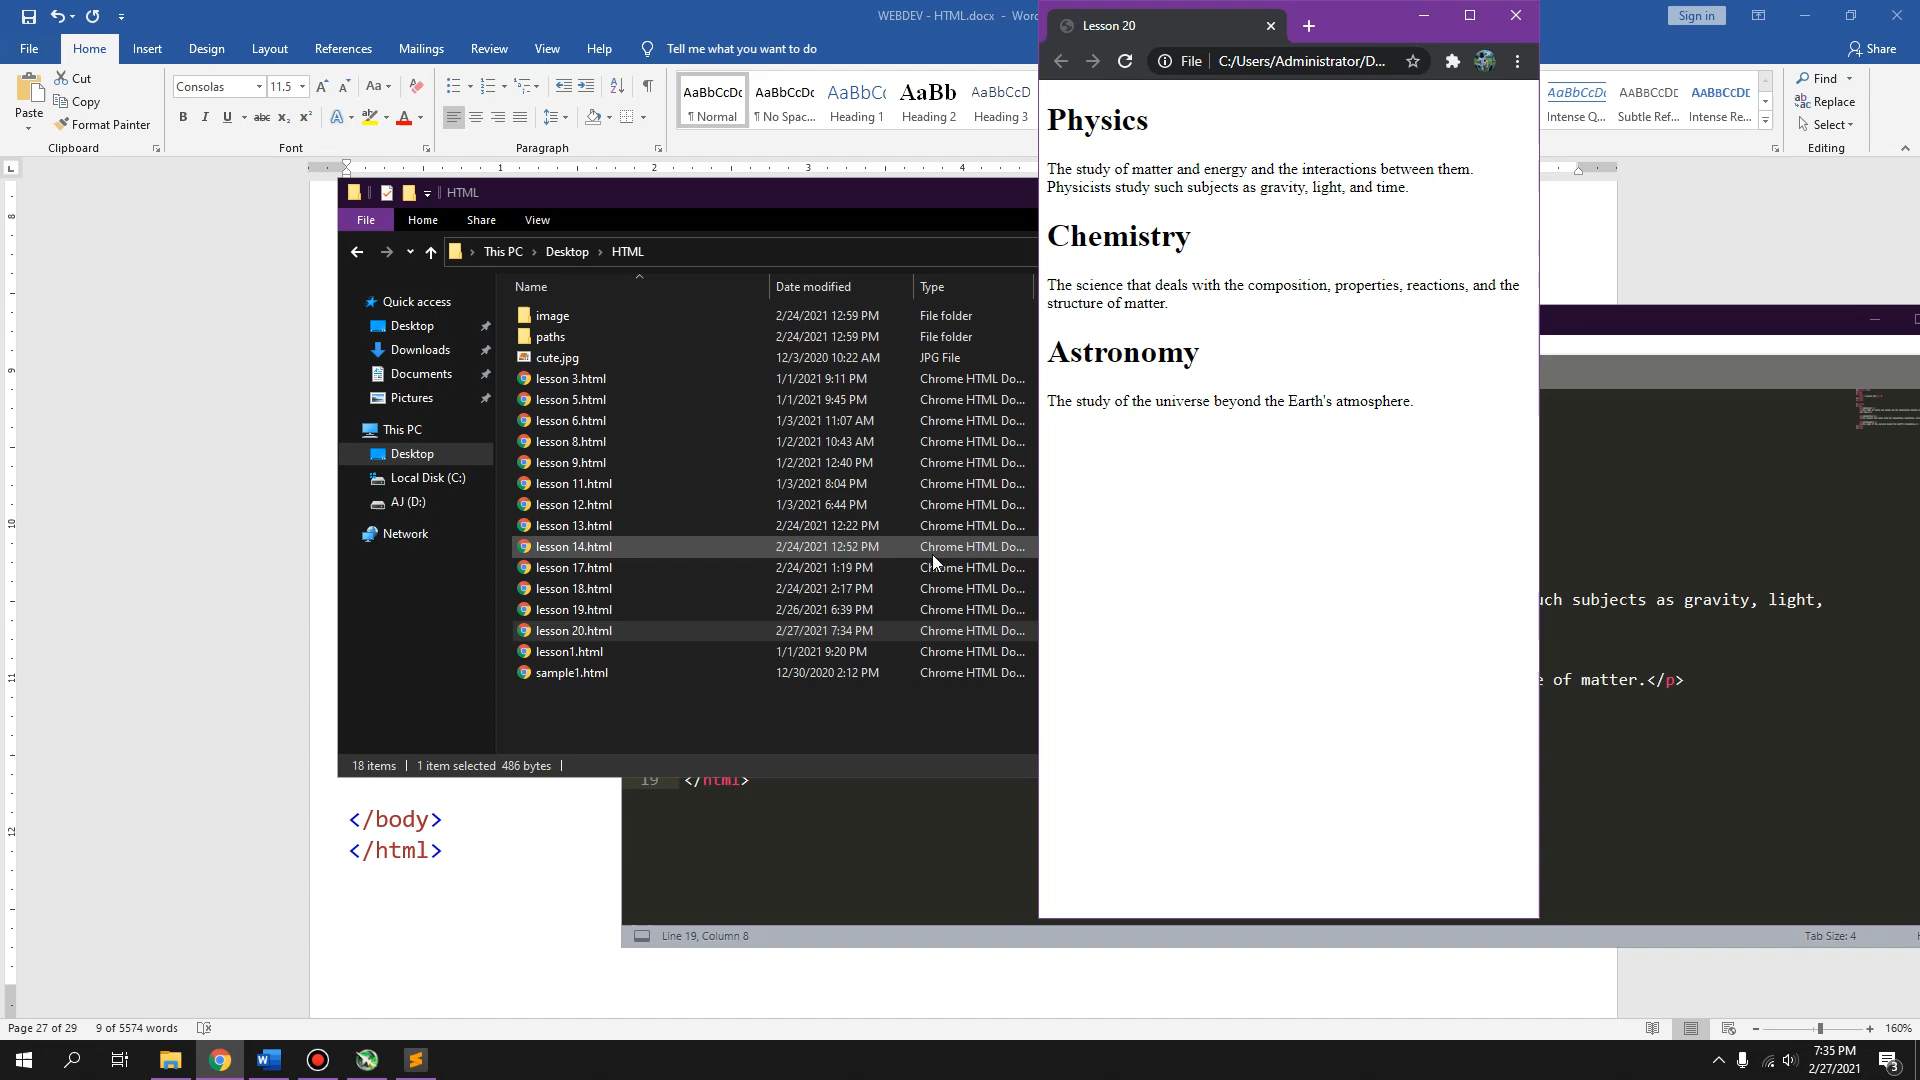 WEBDEV - HTML.docx - Word
Sign in
File Home Insert Design Layout References Mailings Review View Help Tell me what you want to do
Share
Paste
Cut
Copy
Format Painter
Clipboard
Consolas 11.5
Font
Paragraph
AaBbCcDc AaBbCcDc AaBbCc AaBb AaBbCcD
¶ Normal ¶ No Spac... Heading 1 Heading 2 Heading 3
AaBbCcDc AaBbCcDc AaBbCcDc
Intense Q... Subtle Ref... Intense Re...
Find
Replace
Select
Editing
HTML
File Home Share View
This PC Desktop HTML
Name Date modified Type
Quick access
Desktop
Downloads
Documents
Pictures
This PC
Desktop
Local Disk (C:)
AJ (D:)
Network
image 2/24/2021 12:59 PM File folder
paths 2/24/2021 12:59 PM File folder
cute.jpg 12/3/2020 10:22 AM JPG File
lesson 3.html 1/1/2021 9:11 PM Chrome HTML Do...
lesson 5.html 1/1/2021 9:45 PM Chrome HTML Do...
lesson 6.html 1/3/2021 11:07 AM Chrome HTML Do...
lesson 8.html 1/2/2021 10:43 AM Chrome HTML Do...
lesson 9.html 1/2/2021 12:40 PM Chrome HTML Do...
lesson 11.html 1/3/2021 8:04 PM Chrome HTML Do...
lesson 12.html 1/3/2021 6:44 PM Chrome HTML Do...
lesson 13.html 2/24/2021 12:22 PM Chrome HTML Do...
lesson 14.html 2/24/2021 12:52 PM Chrome HTML Do...
lesson 17.html 2/24/2021 1:19 PM Chrome HTML Do...
lesson 18.html 2/24/2021 2:17 PM Chrome HTML Do...
lesson 19.html 2/26/2021 6:39 PM Chrome HTML Do...
lesson 20.html 2/27/2021 7:34 PM Chrome HTML Do...
lesson1.html 1/1/2021 9:20 PM Chrome HTML Do...
sample1.html 12/30/2020 2:12 PM Chrome HTML Do...
18 items 1 item selected 486 bytes
Lesson 20
File C:/Users/Administrator/D...
Physics
The study of matter and energy and the interactions between them.
Physicists study such subjects as gravity, light, and time.
Chemistry
The science that deals with the composition, properties, reactions, and the
structure of matter.
Astronomy
The study of the universe beyond the Earth's atmosphere.
uch subjects as gravity, light,
e of matter.</p>
19 </html>
Line 19, Column 8
Tab Size: 4
</body>
</html>
Page 27 of 29 9 of 5574 words
160%
7:35 PM
2/27/2021
3